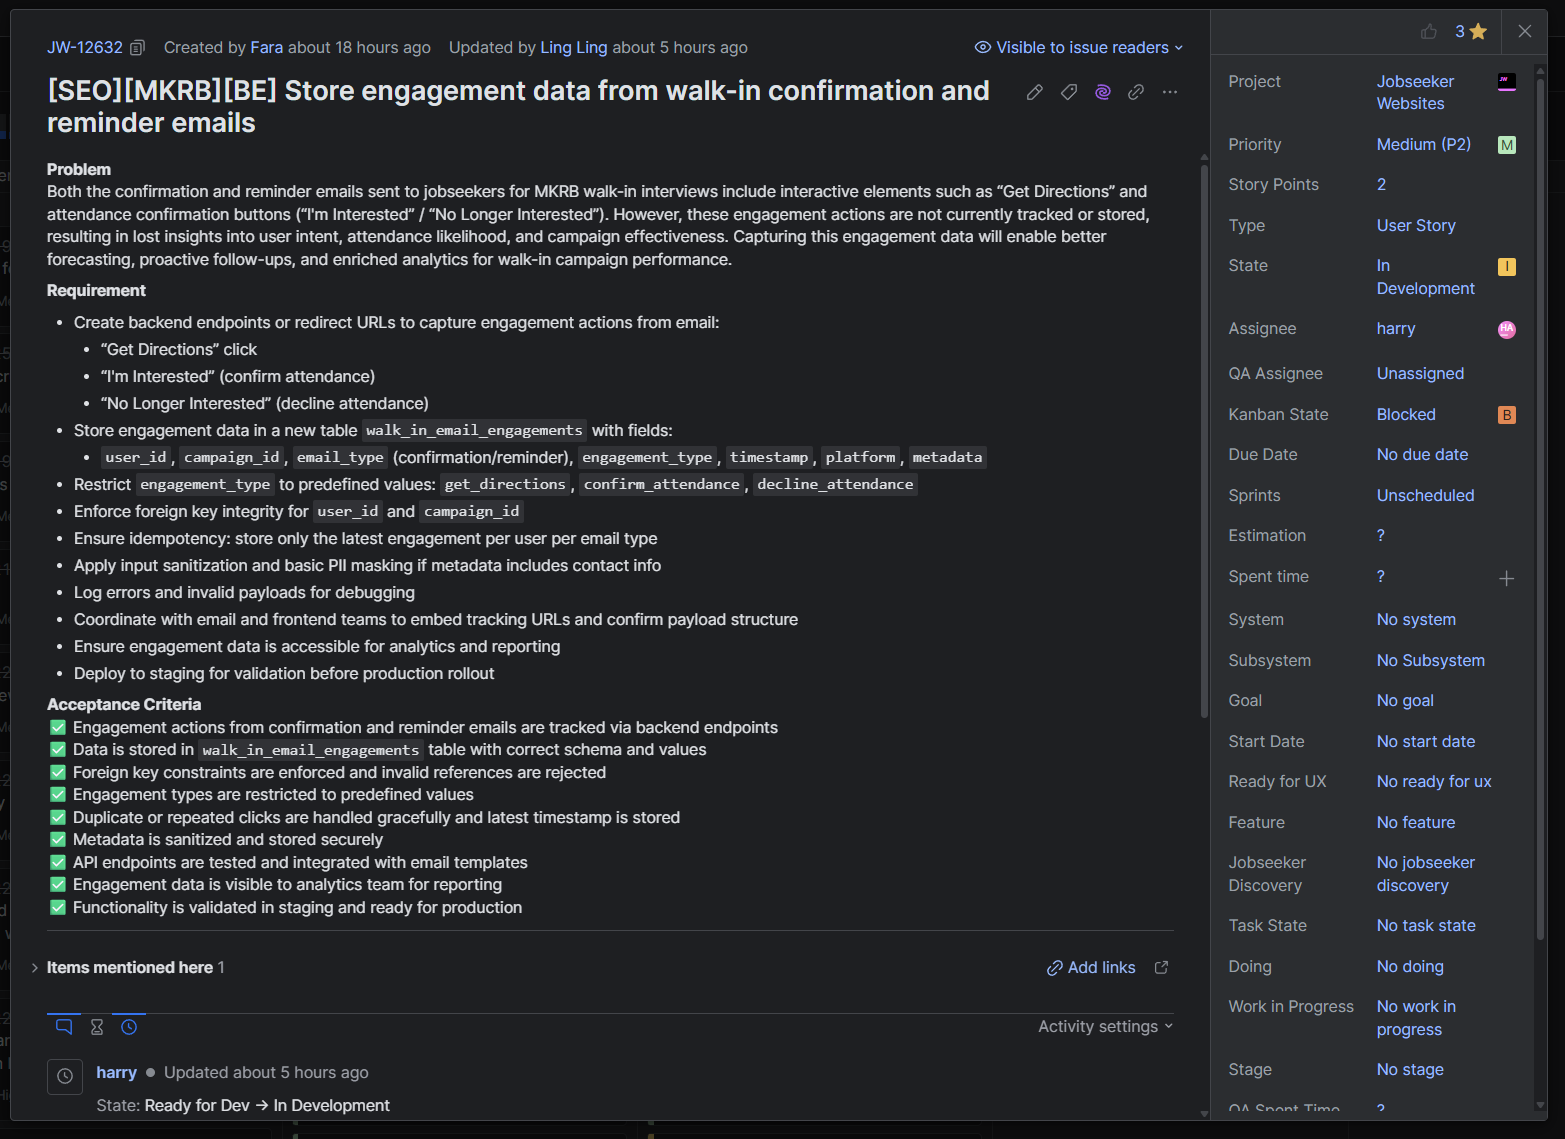 JW-12632 Created by Fara about 18 hours ago Updated by Ling Ling about 5 hours ago Visible to issue readers
[SEO][MKRB][BE] Store engagement data from walk-in confirmation and
reminder emails
Problem
Both the confirmation and reminder emails sent to jobseekers for MKRB walk-in interviews include interactive elements such as “Get Directions” and
attendance confirmation buttons (“I'm Interested” / “No Longer Interested”). However, these engagement actions are not currently tracked or stored,
resulting in lost insights into user intent, attendance likelihood, and campaign effectiveness. Capturing this engagement data will enable better
forecasting, proactive follow-ups, and enriched analytics for walk-in campaign performance.
Requirement
• Create backend endpoints or redirect URLs to capture engagement actions from email:
• “Get Directions” click
• “I'm Interested” (confirm attendance)
• “No Longer Interested” (decline attendance)
• Store engagement data in a new table walk_in_email_engagements with fields:
• user_id, campaign_id, email_type (confirmation/reminder), engagement_type, timestamp, platform, metadata
• Restrict engagement_type to predefined values: get_directions, confirm_attendance, decline_attendance
• Enforce foreign key integrity for user_id and campaign_id
• Ensure idempotency: store only the latest engagement per user per email type
• Apply input sanitization and basic PII masking if metadata includes contact info
• Log errors and invalid payloads for debugging
• Coordinate with email and frontend teams to embed tracking URLs and confirm payload structure
• Ensure engagement data is accessible for analytics and reporting
• Deploy to staging for validation before production rollout
Acceptance Criteria
✅ Engagement actions from confirmation and reminder emails are tracked via backend endpoints
✅ Data is stored in walk_in_email_engagements table with correct schema and values
✅ Foreign key constraints are enforced and invalid references are rejected
✅ Engagement types are restricted to predefined values
✅ Duplicate or repeated clicks are handled gracefully and latest timestamp is stored
✅ Metadata is sanitized and stored securely
✅ API endpoints are tested and integrated with email templates
✅ Engagement data is visible to analytics team for reporting
✅ Functionality is validated in staging and ready for production
Items mentioned here 1 Add links
Activity settings
harry • Updated about 5 hours ago
State: Ready for Dev → In Development
3
Project Jobseeker JW
Websites
Priority Medium (P2) M
Story Points 2
Type User Story
State In I
Development
Assignee harry HA
QA Assignee Unassigned
Kanban State Blocked B
Due Date No due date
Sprints Unscheduled
Estimation ?
Spent time ?
System No system
Subsystem No Subsystem
Goal No goal
Start Date No start date
Ready for UX No ready for ux
Feature No feature
Jobseeker No jobseeker
Discovery discovery
Task State No task state
Doing No doing
Work in Progress No work in
progress
Stage No stage
QA Spent Time ?